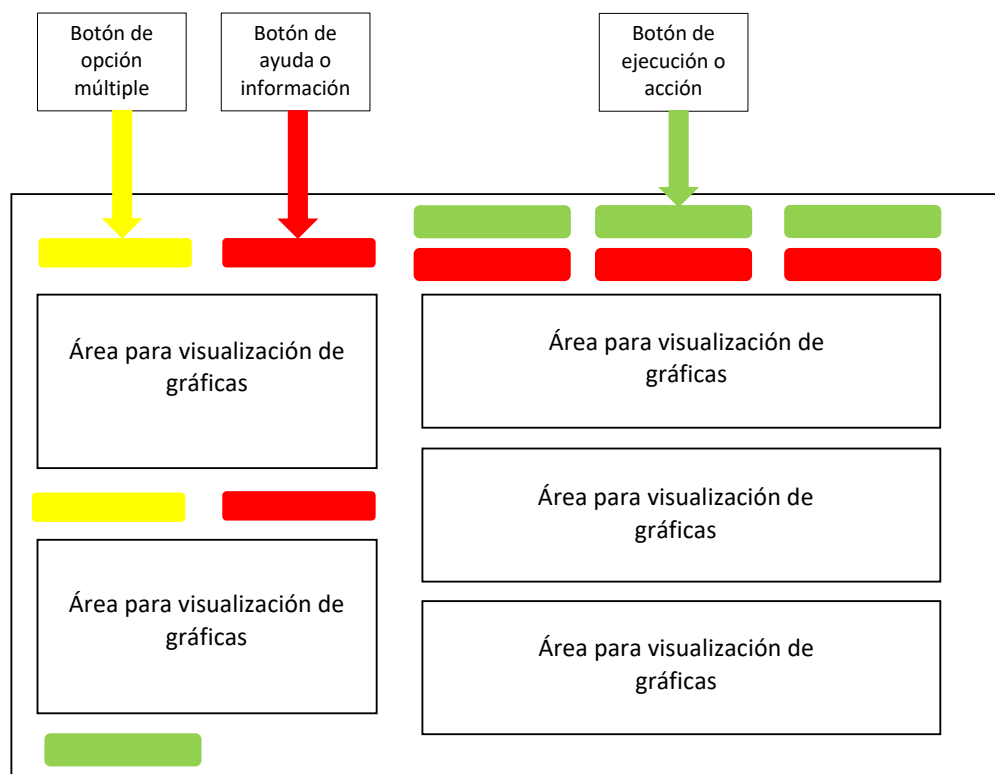 Botón de
opción
múltiple
Botón de
ayuda o
información
Botón de
ejecución o
acción
Área para visualización de
gráficas
Área para visualización de
gráficas
Área para visualización de
gráficas
Área para visualización de
gráficas
Área para visualización de
gráficas